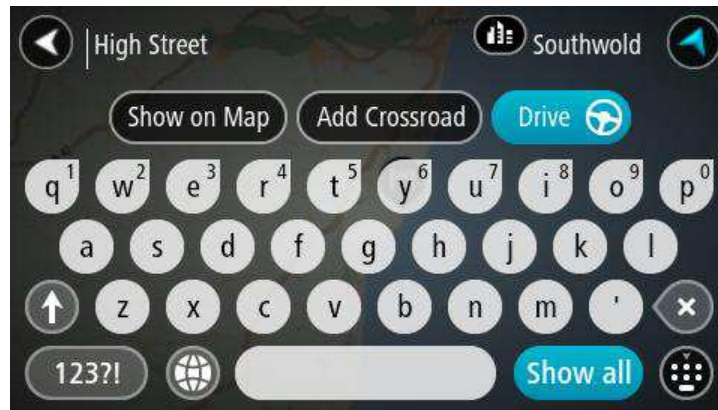 High Street Southwold
Show on Map Add Crossroad Drive
q1 w2 e3 r4 t5 y6 u7 i8 o9 p0
a s d f g h j k l
z x c v b n m '
123?! Show all